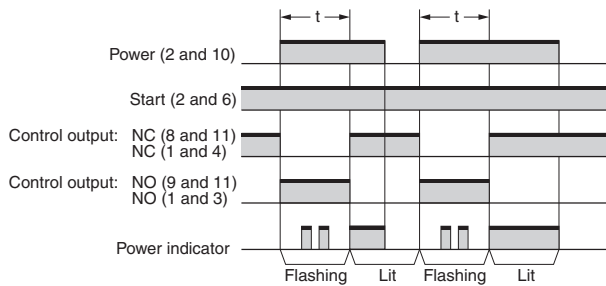 t
t
Power (2 and 10)
Start (2 and 6)
Control output: NC (8 and 11)
NC (1 and 4)
Control output: NO (9 and 11)
NO (1 and 3)
Power indicator
Flashing
Lit
Flashing
Lit